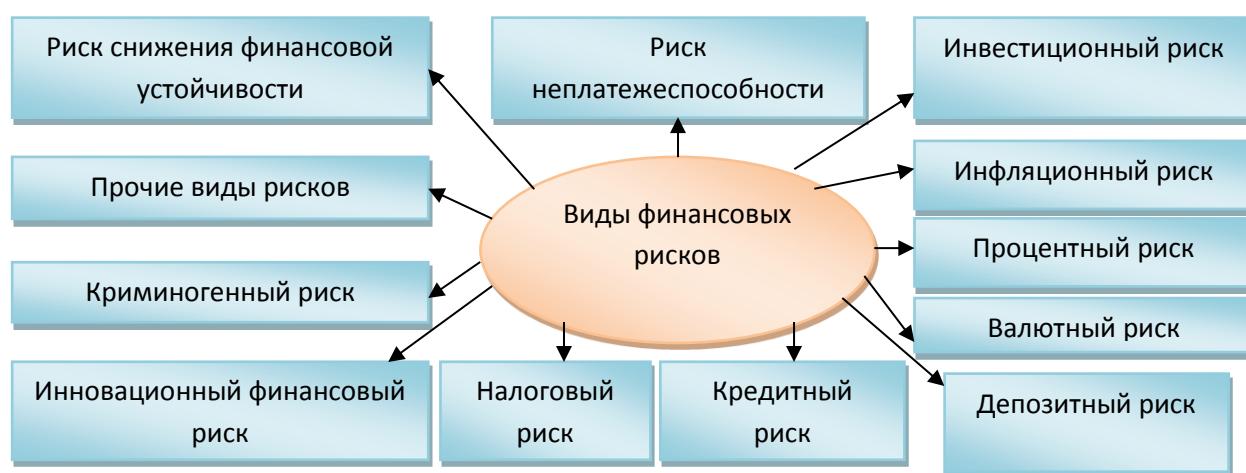 Риск снижения финансовой
устойчивости
Риск
неплатежеспособности
Инвестиционный риск
Прочие виды рисков
Инфляционный риск
Виды финансовых
рисков
Процентный риск
Криминогенный риск
Валютный риск
Инновационный финансовый
риск
Налоговый
риск
Кредитный
риск
Депозитный риск